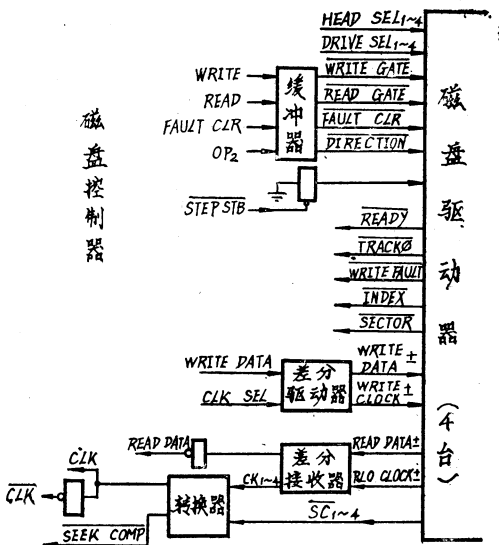 HEAD SEL1~4
DRIVE SEL1~4
WRITE
WRITE GATE
READ
READ GATE
FAULT CLR
FAULT CLR
OP2
DIRECTION
缓冲器
STEP STB
磁盘控制器
磁盘驱动器(4台)
READY
TRACKØ
WRITE FAULT
INDEX
SECTOR
WRITE DATA
差分驱动器
WRITE ± DATA
CLK SEL
WRITE ± CLOCK
READ DATA
差分接收器
READ DATA±
CLK
CK1~4
RLO CLOCK±
CLK
转换器
SC1~4
SEEK COMP